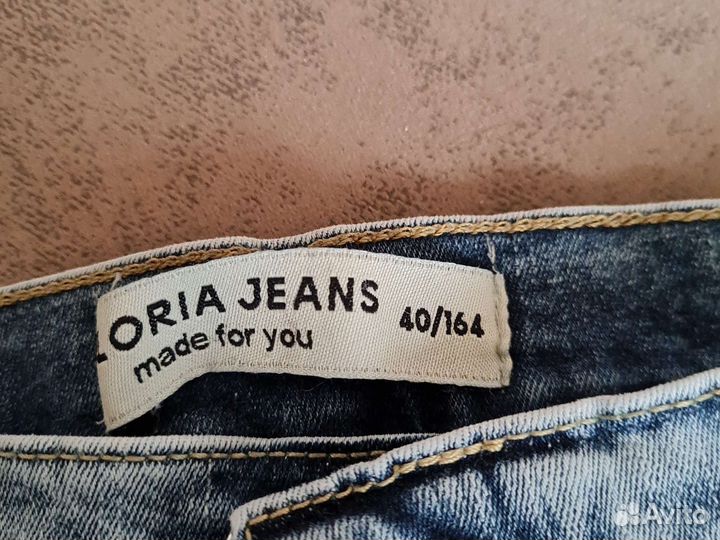 LORIA JEANS
made for you
40/164
Avito